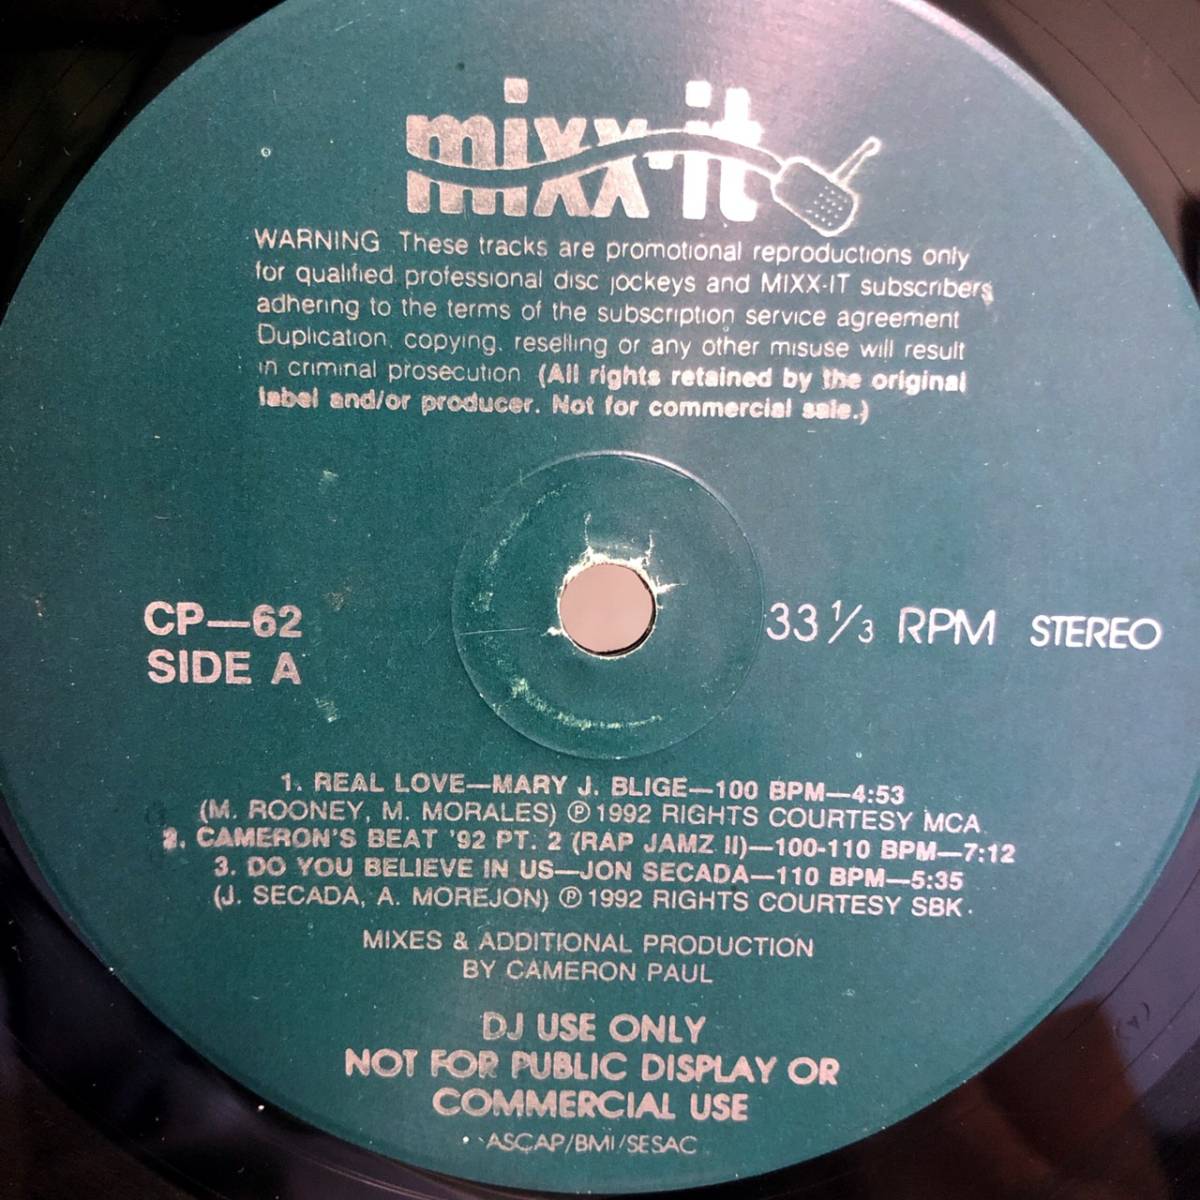 mixx-it
WARNING These tracks are promotional reproductions only
for qualified professional disc jockeys and MIXX-IT subscribers
adhering to the terms of the subscription service agreement
Duplication, copying, reselling or any other misuse will result
in criminal prosecution (All rights retained by the original
label and/or producer. Not for commercial sale.)
CP—62
SIDE A
33 1/3 RPM STEREO
1. REAL LOVE—MARY J. BLIGE—100 BPM—4:53
(M. ROONEY, M. MORALES) ℗ 1992 RIGHTS COURTESY MCA
2. CAMERON'S BEAT '92 PT. 2 (RAP JAMZ II)—100-110 BPM—7:12
3. DO YOU BELIEVE IN US—JON SECADA—110 BPM—5:35
(J. SECADA, A. MOREJON) ℗ 1992 RIGHTS COURTESY SBK.
MIXES & ADDITIONAL PRODUCTION
BY CAMERON PAUL
DJ USE ONLY
NOT FOR PUBLIC DISPLAY OR
COMMERCIAL USE
ASCAP/BMI/SESAC